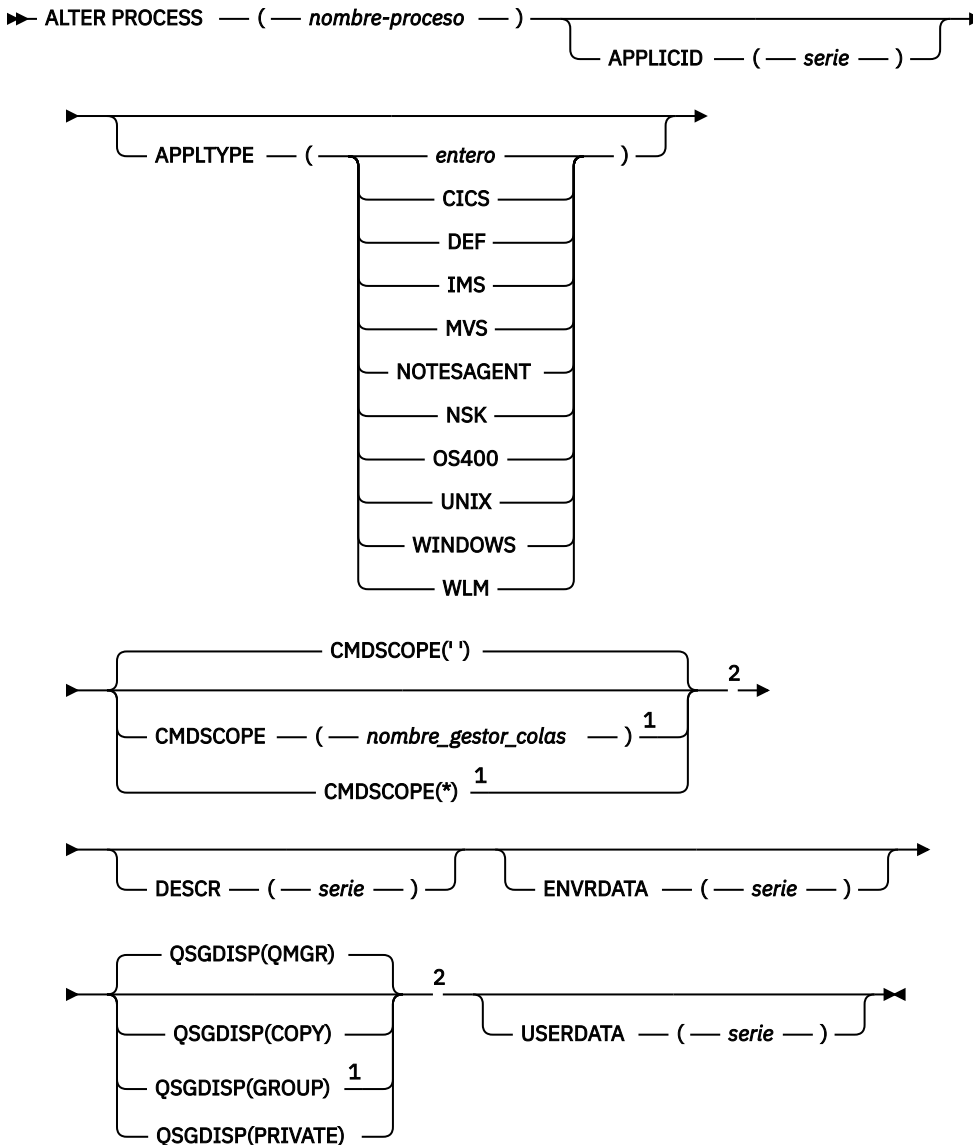 ALTER PROCESS ( nombre-proceso )
APPLICID ( serie )
APPLTYPE ( entero )
CICS
DEF
IMS
MVS
NOTESAGENT
NSK
OS400
UNIX
WINDOWS
WLM
CMDSCOPE(' ')
2
CMDSCOPE ( nombre_gestor_colas ) 1
CMDSCOPE(*) 1
DESCR ( serie ) ENVRDATA ( serie )
QSGDISP(QMGR)
2
QSGDISP(COPY) USERDATA ( serie )
QSGDISP(GROUP) 1
QSGDISP(PRIVATE)